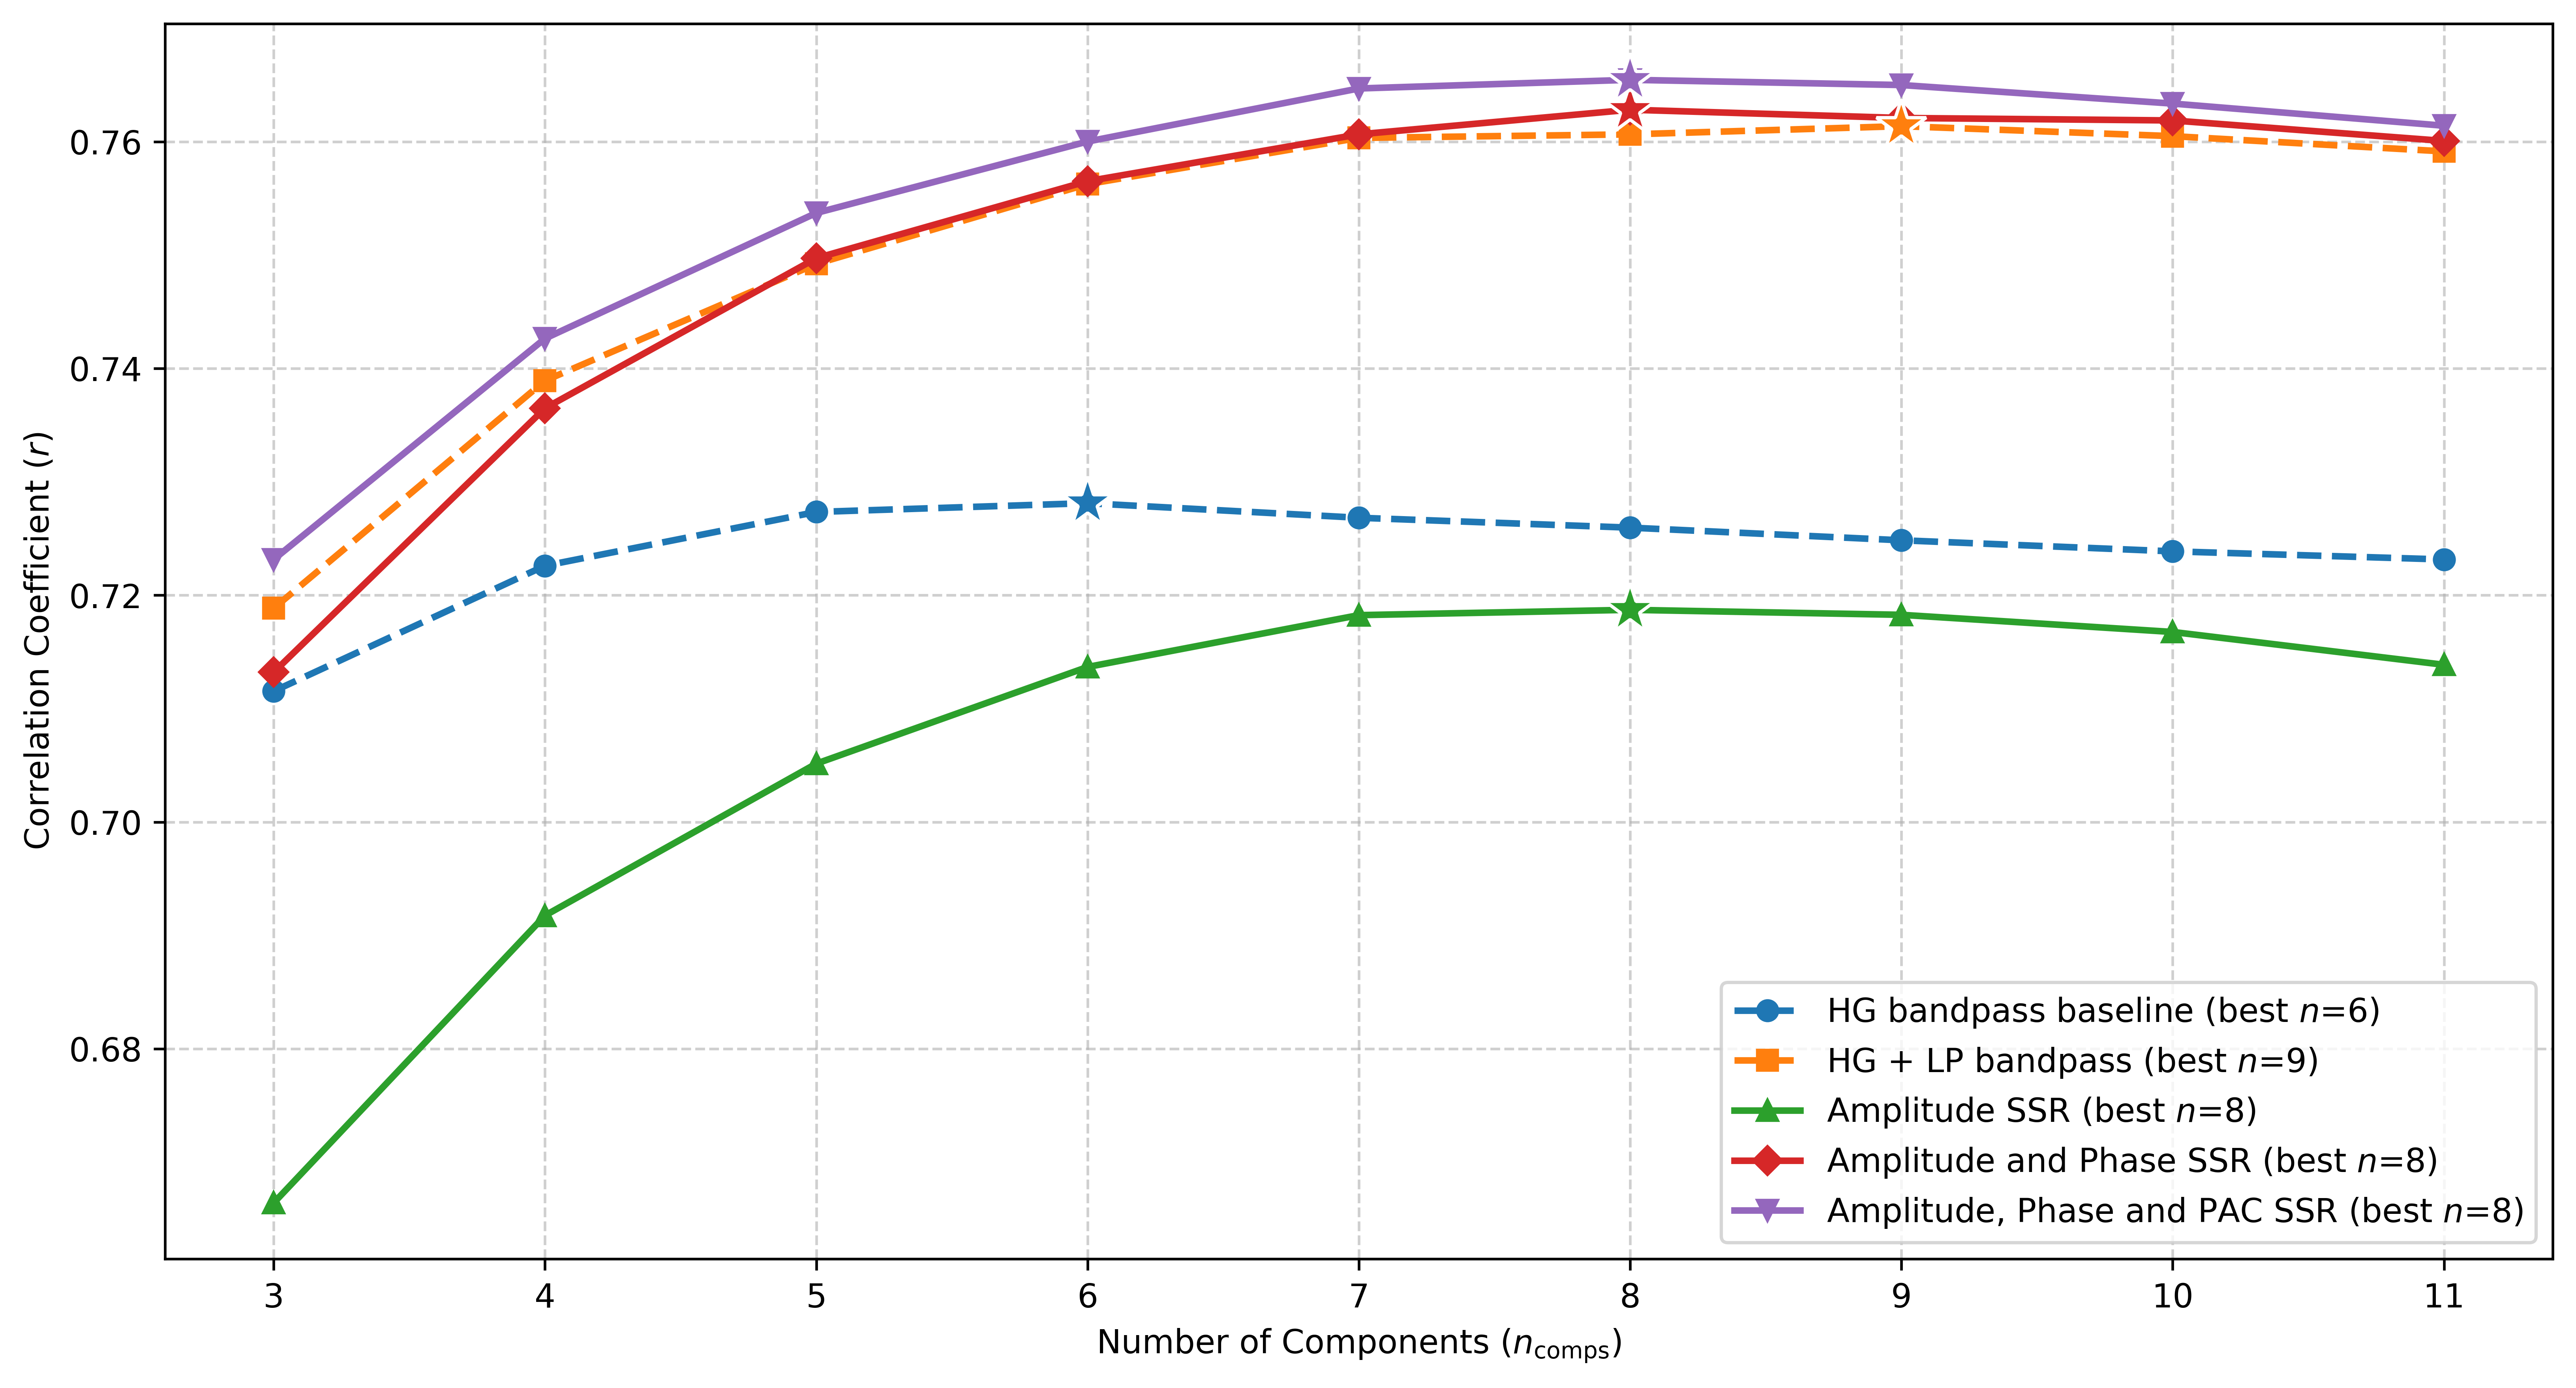 0.76
0.74
0.72
0.70
0.68
Correlation Coefficient (r)
3 4 5 6 7 8 9 10 11
Number of Components (n_comps)
HG bandpass baseline (best n=6)
HG + LP bandpass (best n=9)
Amplitude SSR (best n=8)
Amplitude and Phase SSR (best n=8)
Amplitude, Phase and PAC SSR (best n=8)